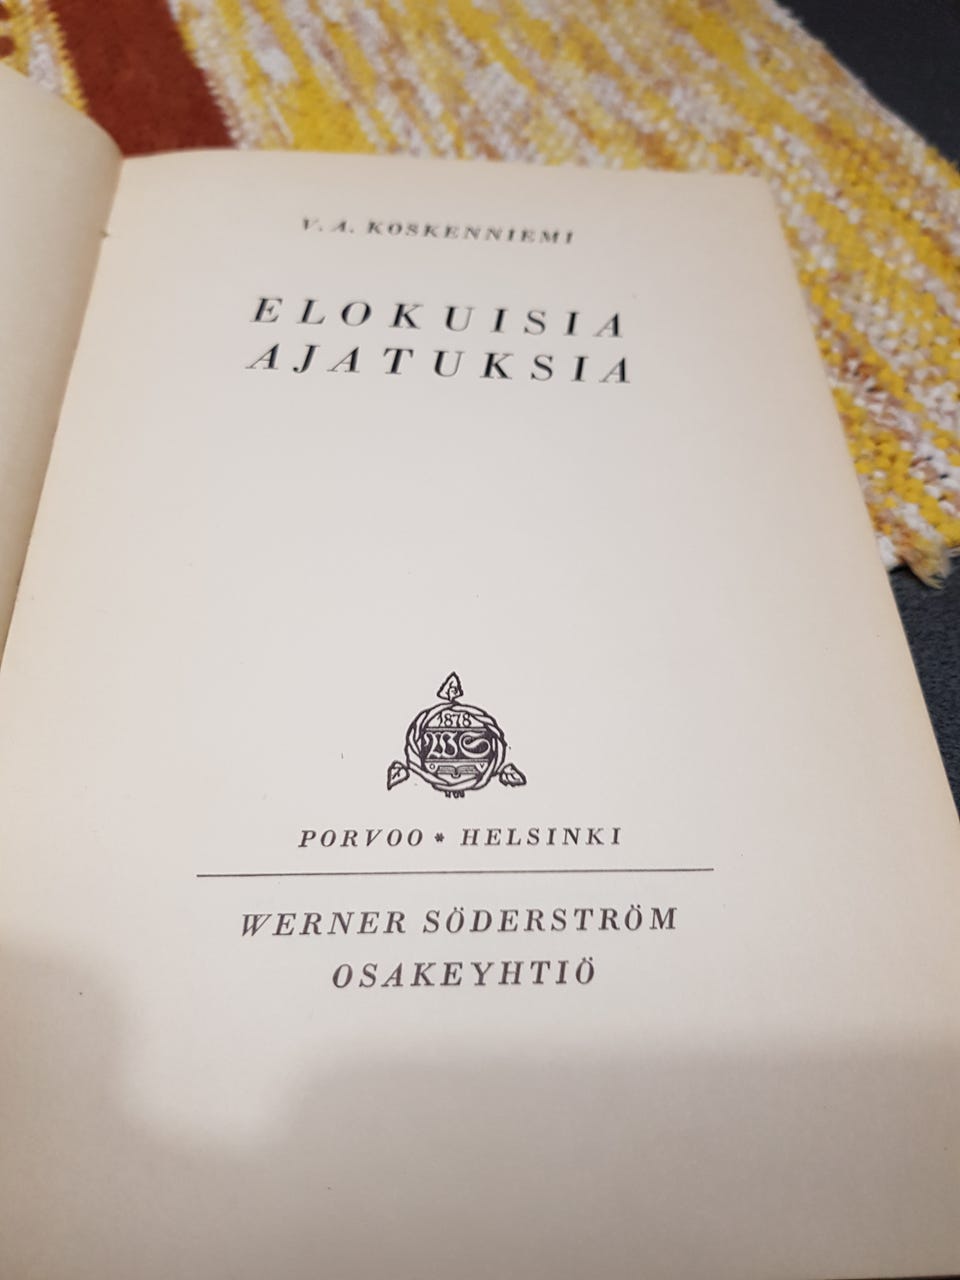 V. A. KOSKENNIEMI
ELOKUISIA
AJATUKSIA
1878
WS
O Y
PORVOO * HELSINKI
WERNER SÖDERSTRÖM
OSAKEYHTIÖ